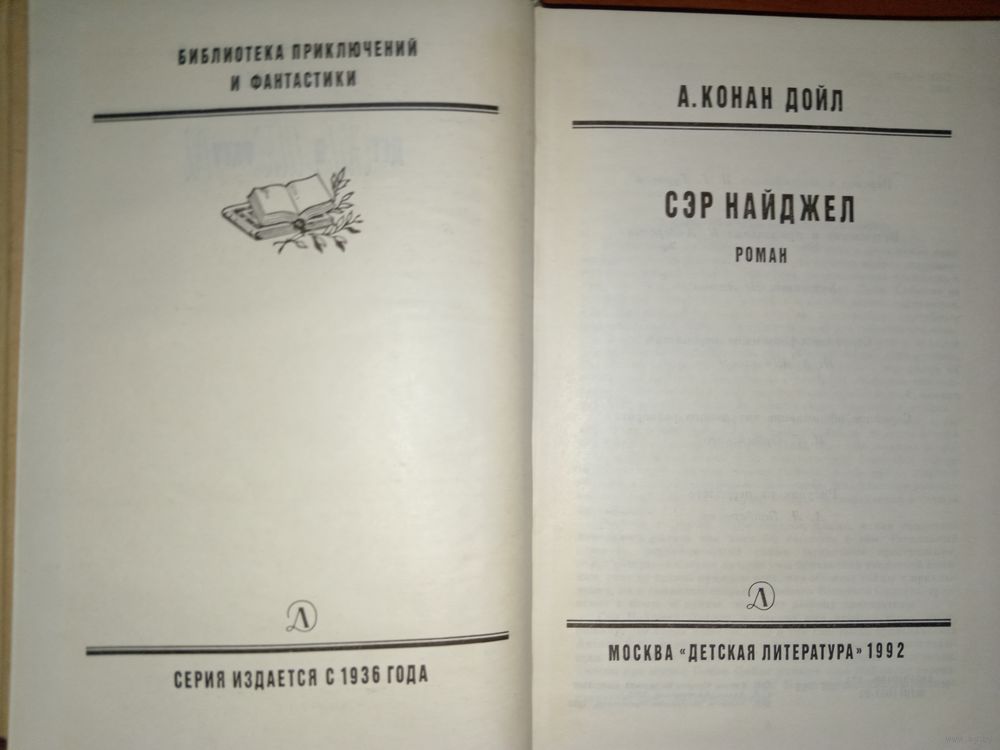 БИБЛИОТЕКА ПРИКЛЮЧЕНИЙ
И ФАНТАСТИКИ
Д
СЕРИЯ ИЗДАЕТСЯ С 1936 ГОДА
А. КОНАН ДОЙЛ
СЭР НАЙДЖЕЛ
РОМАН
Д
МОСКВА «ДЕТСКАЯ ЛИТЕРАТУРА» 1992